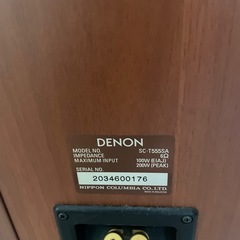 DENON
MODEL NO. SC-T555SA
IMPEDANCE 6Ω
MAXIMUM INPUT 100W (EIAJ)
200W (PEAK)
SERIAL NO.
2034600176
NIPPON COLUMBIA CO.,LTD.